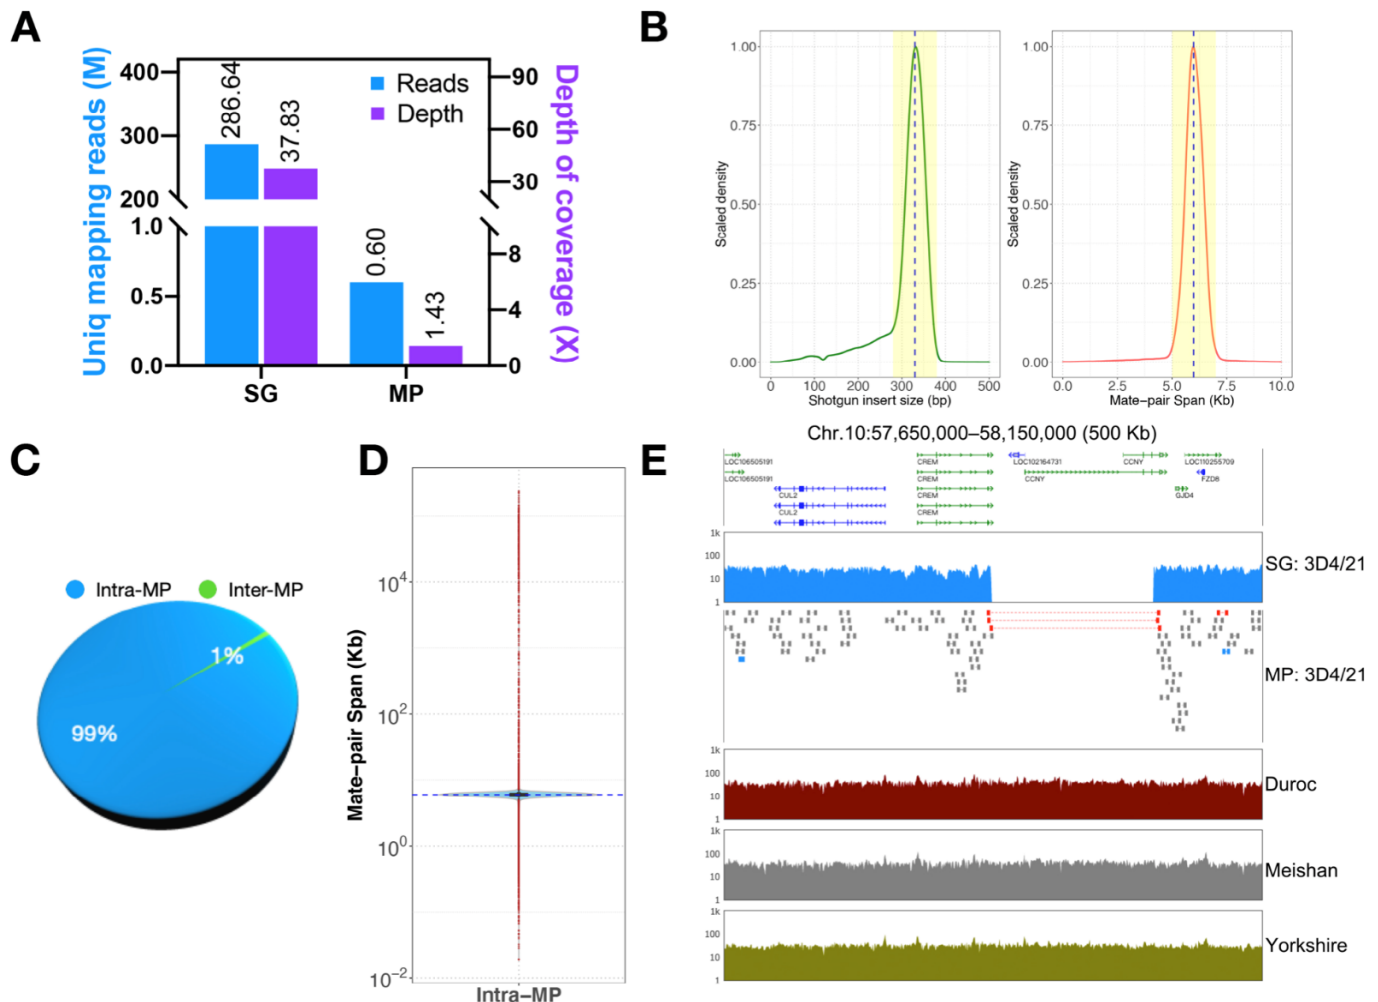 A
Uniq mapping reads (M)
400
300
200
1.0
0.5
0.0
286.64
37.83
0.60
1.43
Reads
Depth
90
60
30
8
4
0
Depth of coverage (X)
SG
MP
B
Scaled density
1.00
0.75
0.50
0.25
0.00
0
100
200
300
400
500
Shotgun insert size (bp)
Scaled density
1.00
0.75
0.50
0.25
0.00
0.0
2.5
5.0
7.5
10.0
Mate-pair Span (Kb)
C
Intra-MP
Inter-MP
1%
99%
D
Mate-pair Span (Kb)
10⁴
10²
10⁰
10⁻²
Intra-MP
E
Chr.10:57,650,000–58,150,000 (500 Kb)
LOC106505191
CREM
LOC102164731
CCNY
LOC110255709
LOC106505191
CREM
CCNY
FZD8
CUL2
CREM
GJD4
CUL2
CREM
1k
100
10
1
SG: 3D4/21
MP: 3D4/21
1k
100
10
1
Duroc
1k
100
10
1
Meishan
1k
100
10
1
Yorkshire